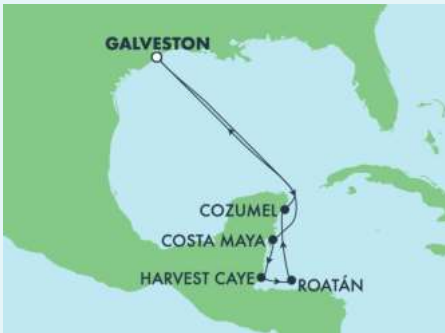 GALVESTON
COZUMEL
COSTA MAYA
HARVEST CAYE
ROATÁN